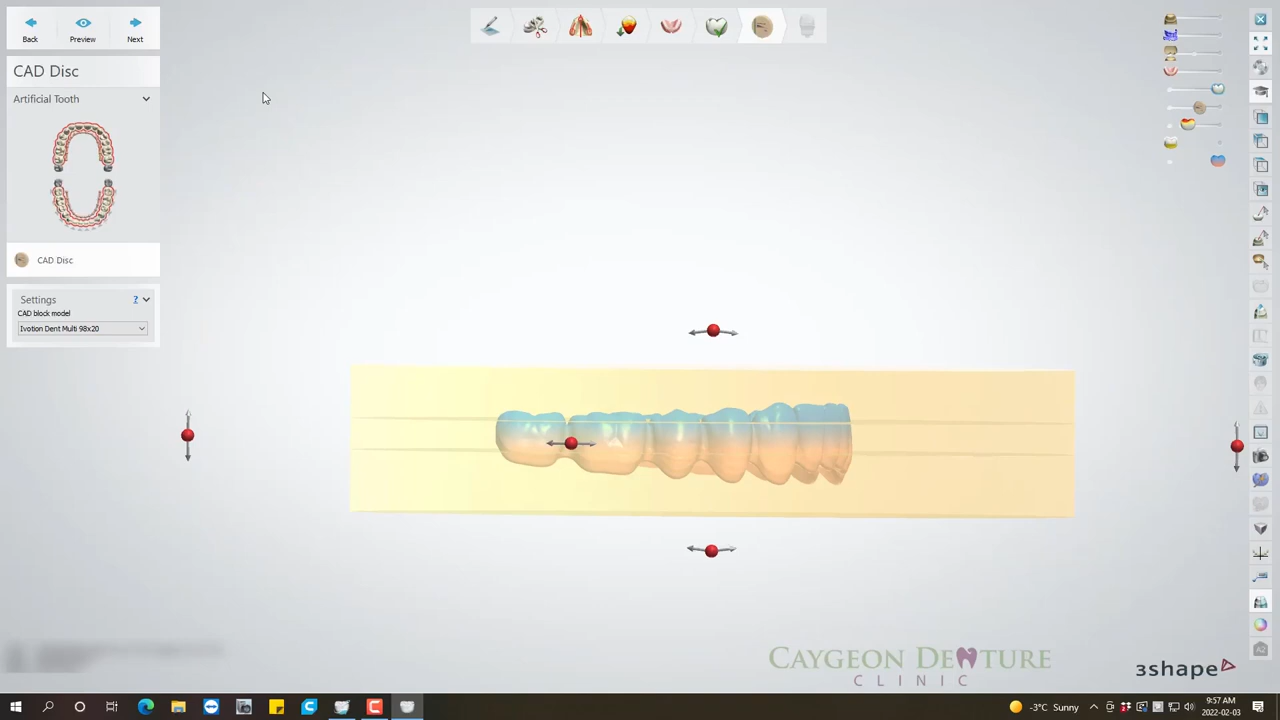 Back
Preview
Next
CAD Disc
Artificial Tooth
CAD Disc
Settings
?
CAD block model
Ivotion Dent Multi 98x20
A2
CAYGEON DENTURE
CLINIC
3shape
-3°C Sunny
9:57 AM
2022-02-03